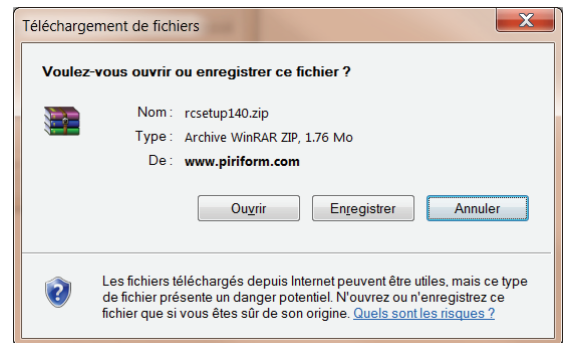 Téléchargement de fichiers
X
Voulez-vous ouvrir ou enregistrer ce fichier ?
Nom : rcsetup140.zip
Type : Archive WinRAR ZIP, 1.76 Mo
De : www.piriform.com
Ouvrir Enregistrer Annuler
Les fichiers téléchargés depuis Internet peuvent être utiles, mais ce type
de fichier présente un danger potentiel. N'ouvrez ou n'enregistrez ce
fichier que si vous êtes sûr de son origine. Quels sont les risques ?